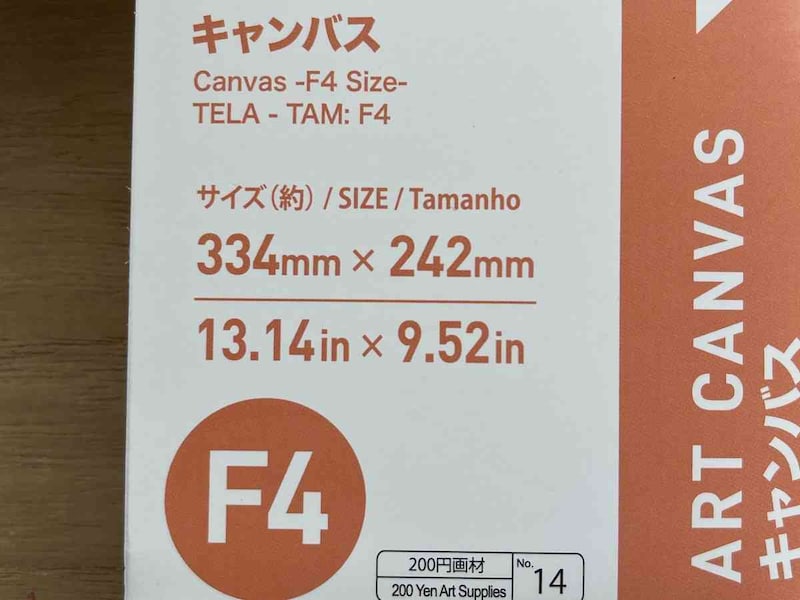 キャンバス
Canvas -F4 Size-
TELA - TAM: F4
サイズ(約) / SIZE / Tamanho
334mm × 242mm
13.14in × 9.52in
F4
200円画材
200 Yen Art Supplies
No. 14
ART CANVAS
キャンバス